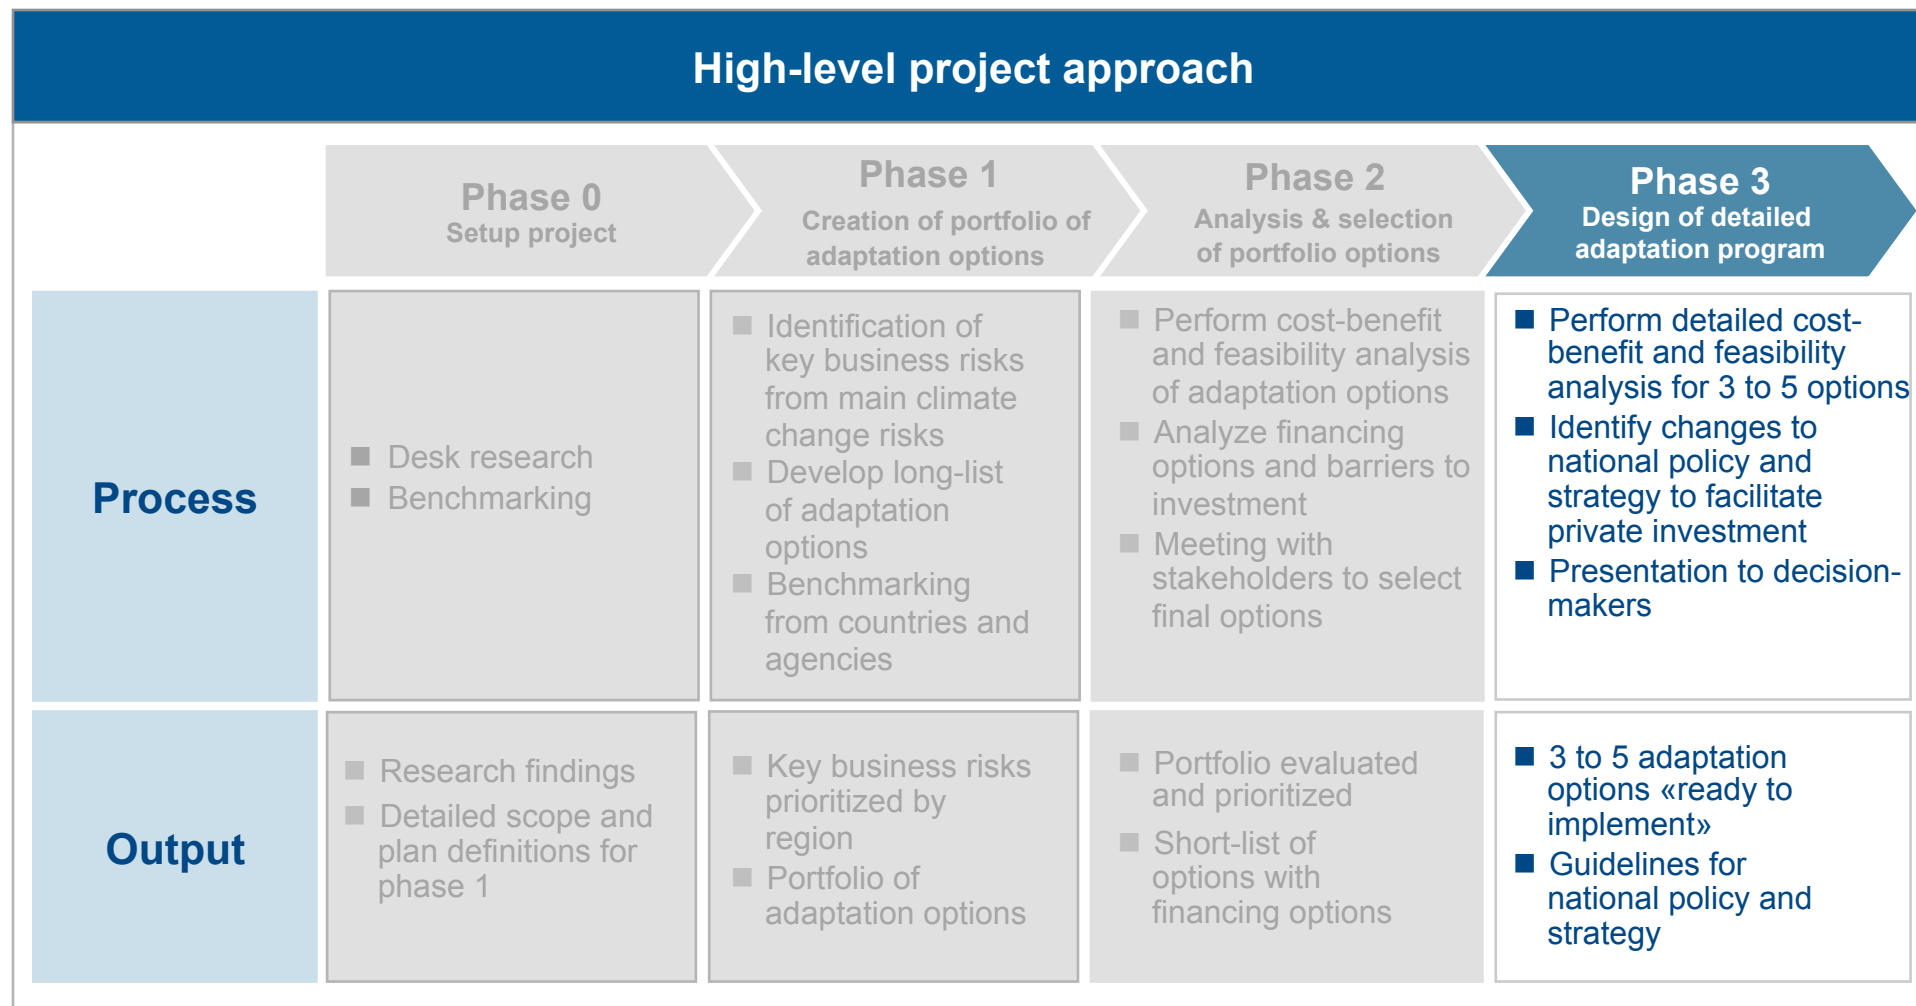 High-level project approach
Phase 0
Setup project
Phase 1
Creation of portfolio of
adaptation options
Phase 2
Analysis & selection
of portfolio options
Phase 3
Design of detailed
adaptation program
Process
Desk research
Benchmarking
Identification of
key business risks
from main climate
change risks
Develop long-list
of adaptation
options
Benchmarking
from countries and
agencies
Perform cost-benefit
and feasibility analysis
of adaptation options
Analyze financing
options and barriers to
investment
Meeting with
stakeholders to select
final options
Perform detailed cost-
benefit and feasibility
analysis for 3 to 5 options
Identify changes to
national policy and
strategy to facilitate
private investment
Presentation to decision-
makers
Output
Research findings
Detailed scope and
plan definitions for
phase 1
Key business risks
prioritized by
region
Portfolio of
adaptation options
Portfolio evaluated
and prioritized
Short-list of
options with
financing options
3 to 5 adaptation
options «ready to
implement»
Guidelines for
national policy and
strategy